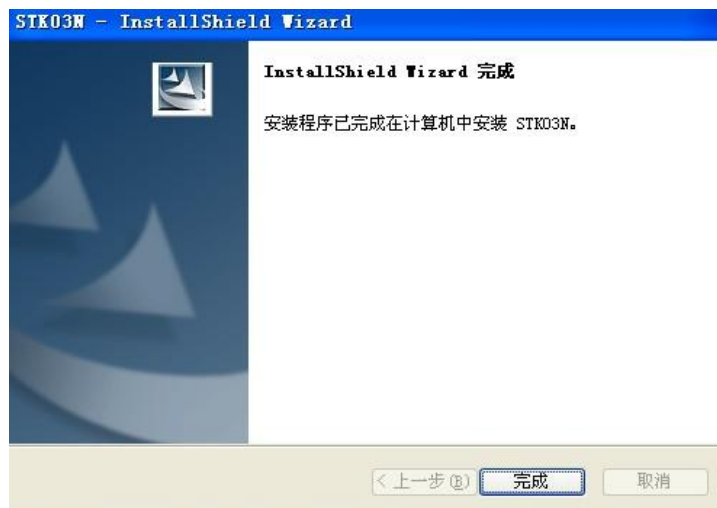 STK03N - InstallShield Wizard
InstallShield Wizard 完成
安装程序已完成在计算机中安装 STK03N。
< 上一步(B)
完成
取消